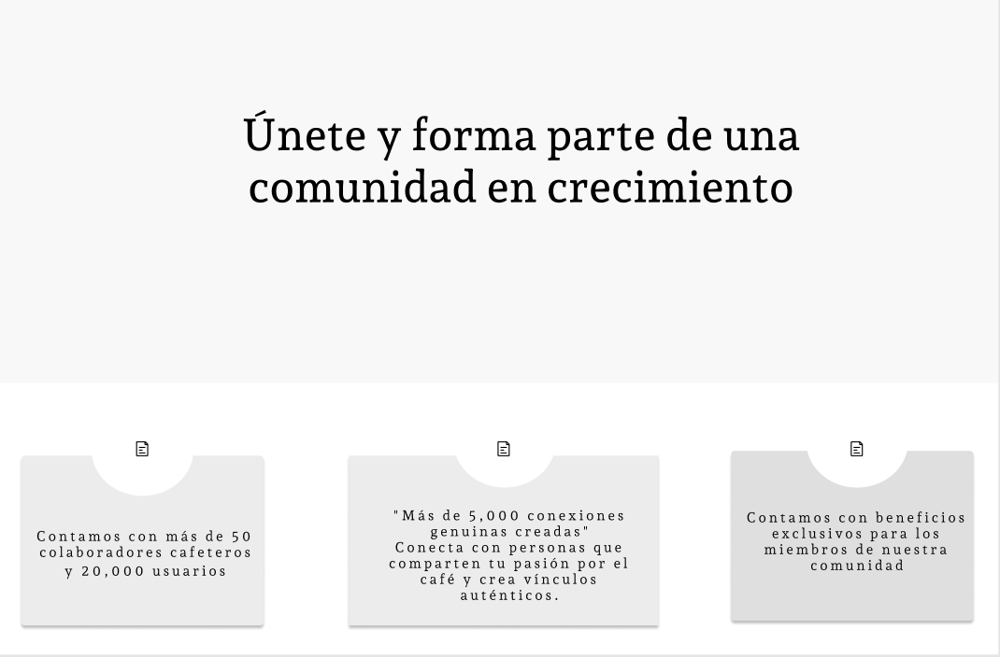 Únete y forma parte de una
comunidad en crecimiento
Contamos con más de 50
colaboradores cafeteros
y 20,000 usuarios
"Más de 5,000 conexiones
genuinas creadas"
Conecta con personas que
comparten tu pasión por el
café y crea vínculos
auténticos.
Contamos con beneficios
exclusivos para los
miembros de nuestra
comunidad